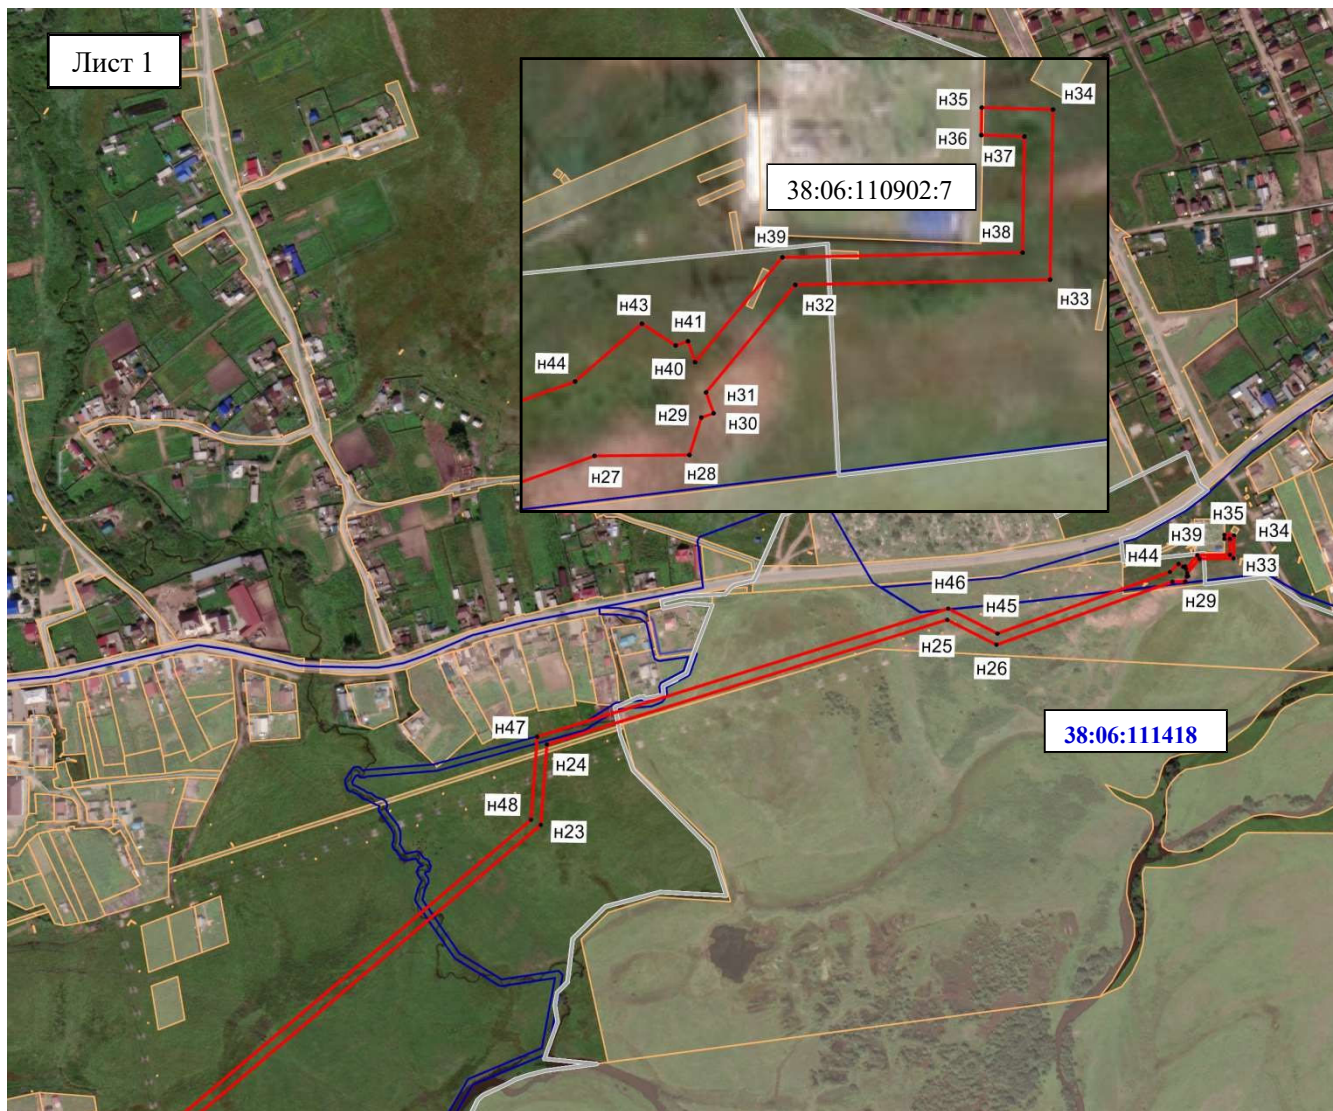 Лист 1
н34
н35
н36
н37
38:06:110902:7
н39
н38
н33
н32
н43
н41
н44
н40
н31
н29
н30
н27
н28
н35
н34
н39
н44
н33
н46
н45
н29
н25
н26
н47
38:06:111418
н24
н48
н23